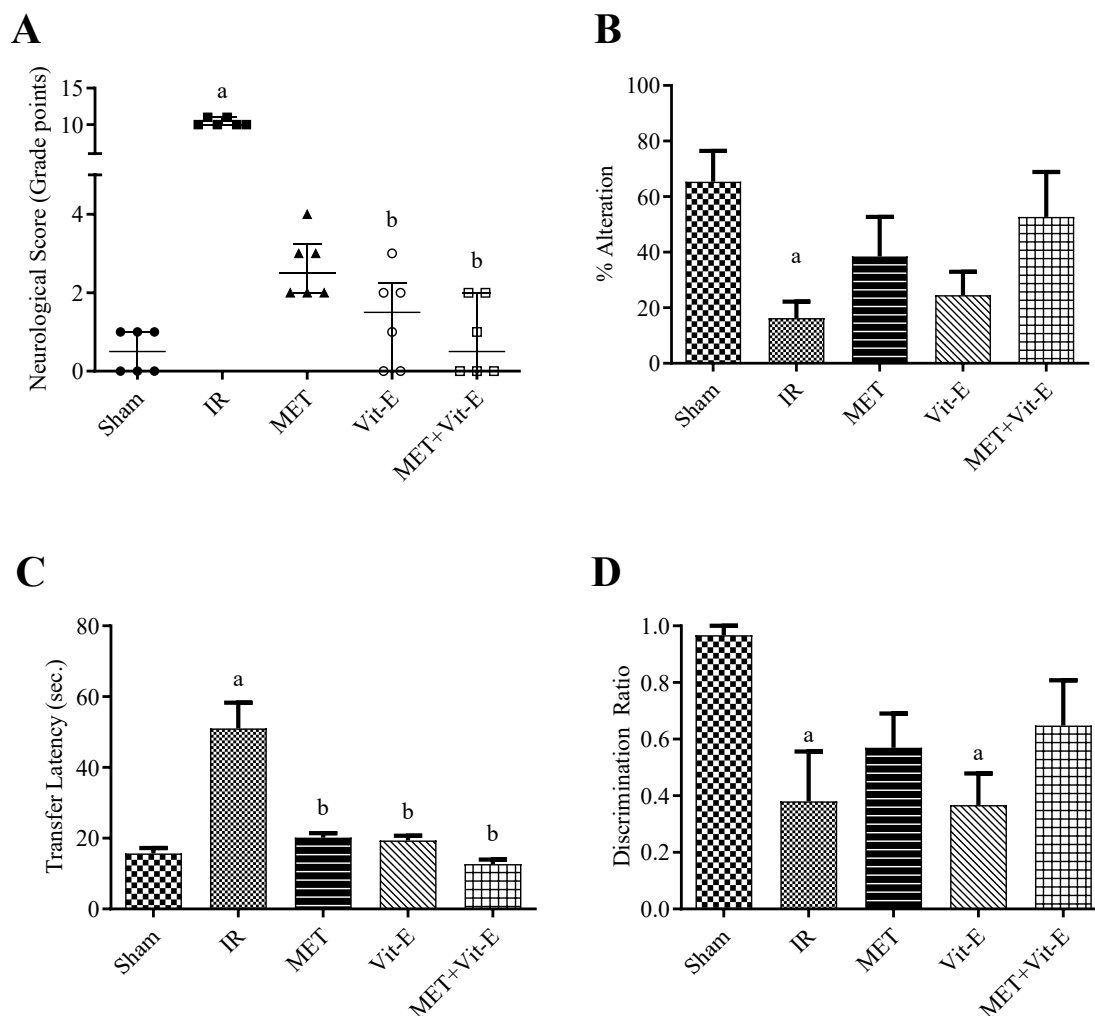 A
Neurological Score (Grade points)
15
10
4
2
0
a
b
b
Sham
IR
MET
Vit-E
MET+Vit-E
B
% Alteration
100
80
60
40
20
0
a
Sham
IR
MET
Vit-E
MET+Vit-E
C
Transfer Latency (sec.)
80
60
40
20
0
a
b
b
b
Sham
IR
MET
Vit-E
MET+Vit-E
D
Discrimination Ratio
1.0
0.8
0.6
0.4
0.2
0.0
a
a
Sham
IR
MET
Vit-E
MET+Vit-E